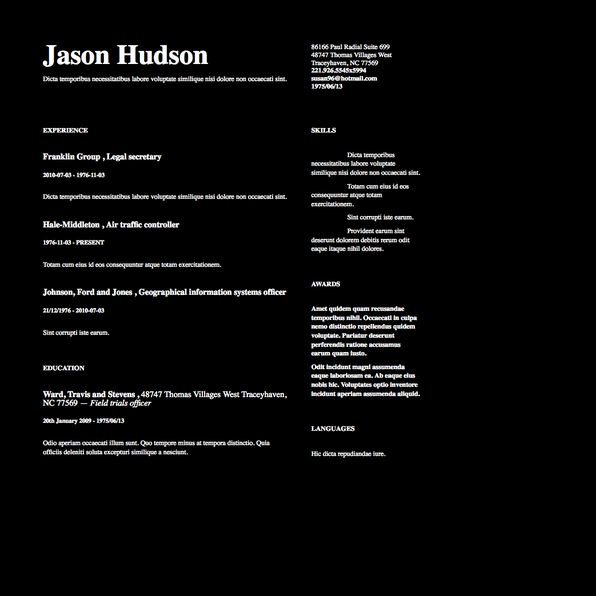 Jason Hudson
Dicta temporibus necessitatibus labore voluptate similique nisi dolore non occaecati sint.
86166 Paul Radial Suite 699
48747 Thomas Villages West
Traceyhaven, NC 77569
221.926.5545x5994
susan96@hotmail.com
1975/06/13
EXPERIENCE
Franklin Group , Legal secretary
2010-07-03 - 1976-11-03
Dicta temporibus necessitatibus labore voluptate similique nisi dolore non occaecati sint.
Hale-Middleton , Air traffic controller
1976-11-03 - PRESENT
Totam cum eius id eos consequuntur atque totam exercitationem.
Johnson, Ford and Jones , Geographical information systems officer
21/12/1976 - 2010-07-03
Sint corrupti iste earum.
EDUCATION
Ward, Travis and Stevens , 48747 Thomas Villages West Traceyhaven,
NC 77569 — Field trials officer
20th January 2009 - 1975/06/13
Odio aperiam occaecati illum sunt. Quo tempore minus at tempora distinctio. Quia
officiis deleniti soluta excepturi similique a nesciunt.
SKILLS
Dicta temporibus
necessitatibus labore voluptate
similique nisi dolore non occaecati sint.
Totam cum eius id eos
consequuntur atque totam
exercitationem.
Sint corrupti iste earum.
Provident earum sint
deserunt dolorem debitis rerum odit
eaque itaque nihil dolores.
AWARDS
Amet quidem quam recusandae
temporibus nihil. Occaecati in culpa
nemo distinctio repellendus quidem
voluptate. Pariatur deserunt
perferendis ratione accusamus
earum quam iusto.
Odit incidunt magni assumenda
eaque laboriosam ea. Ab eaque eius
nobis hic. Voluptates optio inventore
incidunt aperiam assumenda aliquid.
LANGUAGES
Hic dicta repudiandae iure.